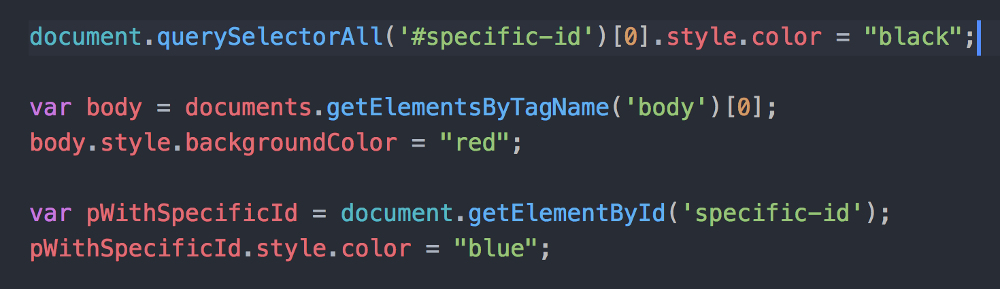 document.querySelectorAll('#specific-id')[0].style.color = "black";
var body = documents.getElementsByTagName('body')[0];
body.style.backgroundColor = "red";
var pWithSpecificId = document.getElementById('specific-id');
pWithSpecificId.style.color = "blue";